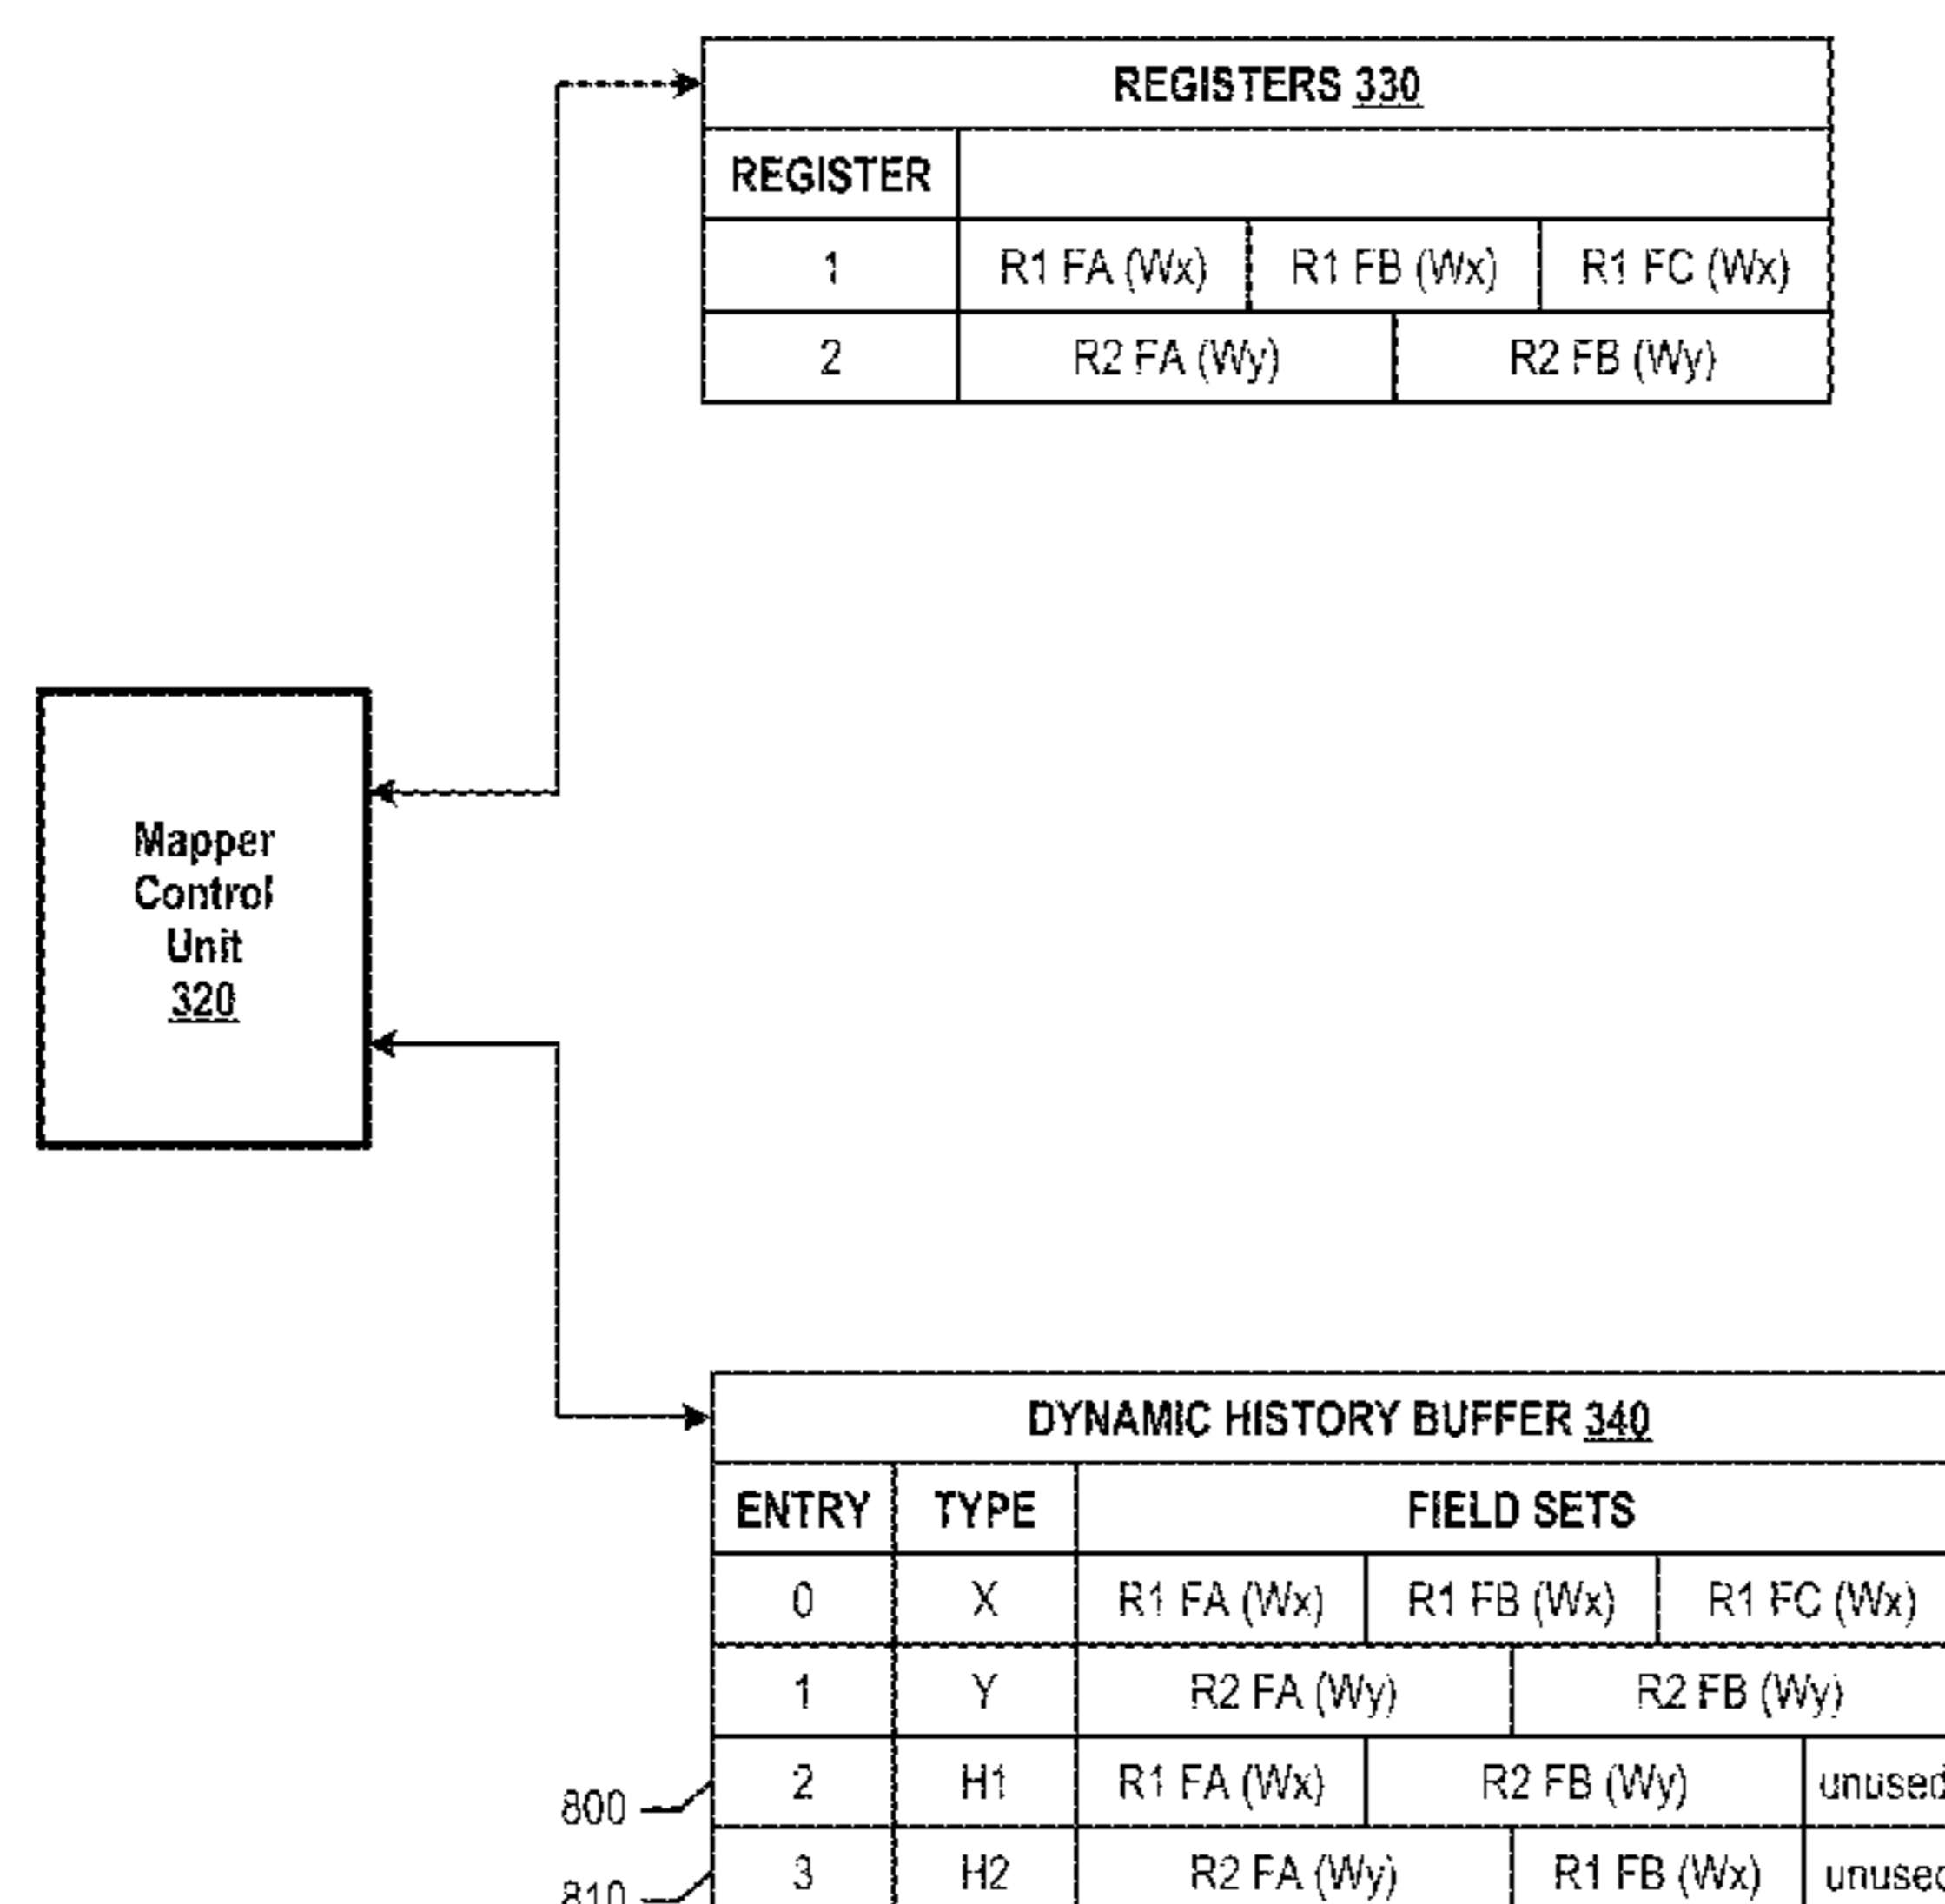 REGISTERS 330
REGISTER
1 R1 FA (Wx) R1 FB (Wx) R1 FC (Wx)
2 R2 FA (Wy) R2 FB (Wy)
Mapper
Control
Unit
320
DYNAMIC HISTORY BUFFER 340
ENTRY TYPE FIELD SETS
0 X R1 FA (Wx) R1 FB (Wx) R1 FC (Wx)
1 Y R2 FA (Wy) R2 FB (Wy)
800 2 H1 R1 FA (Wx) R2 FB (Wy) unused
810 3 H2 R2 FA (Wy) R1 FB (Wx) unused